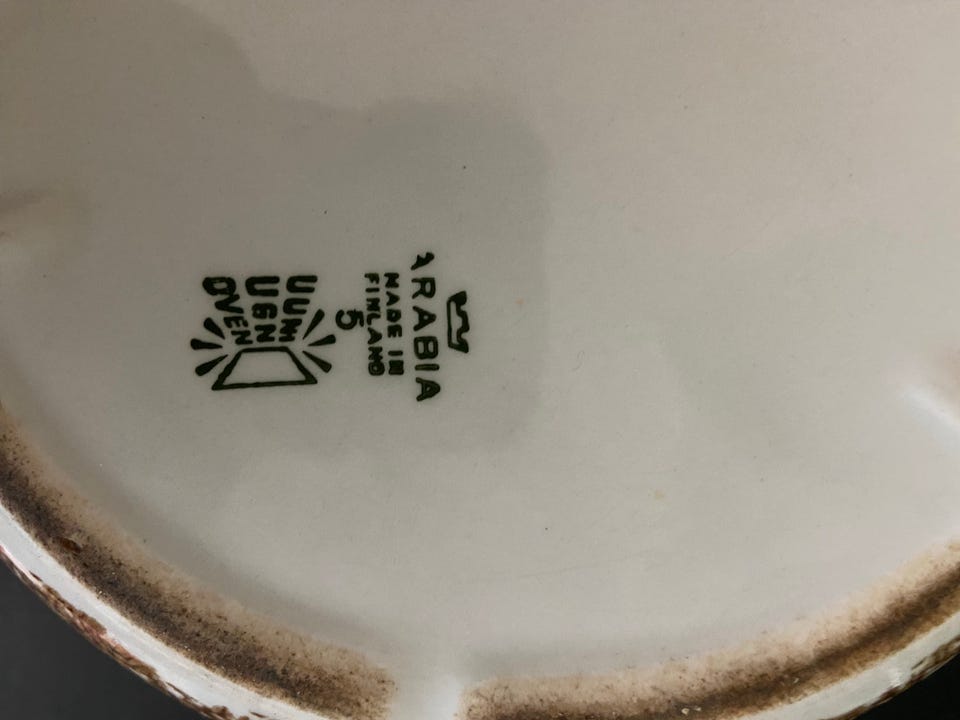 ARABIA
MADE IN
FINLAND
5
UUNI
UGN
OVEN